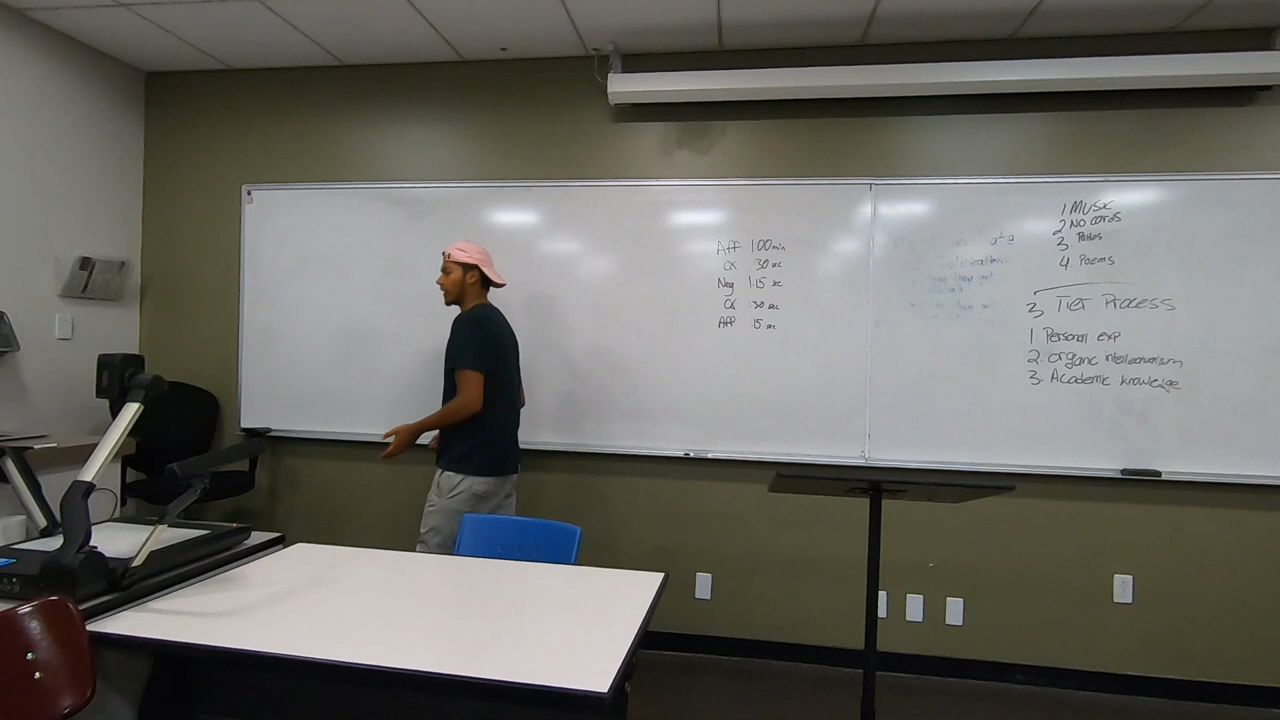 Aff 1:00 min
CX :30 sec
Neg 1:15 sec
CX :30 sec
Aff :15 sec
1 MUSIC
2 NO cards
3.
4. Poems
3 Tier Process
1. Personal exp
2. organic intellectualism
3. Academic knowledge